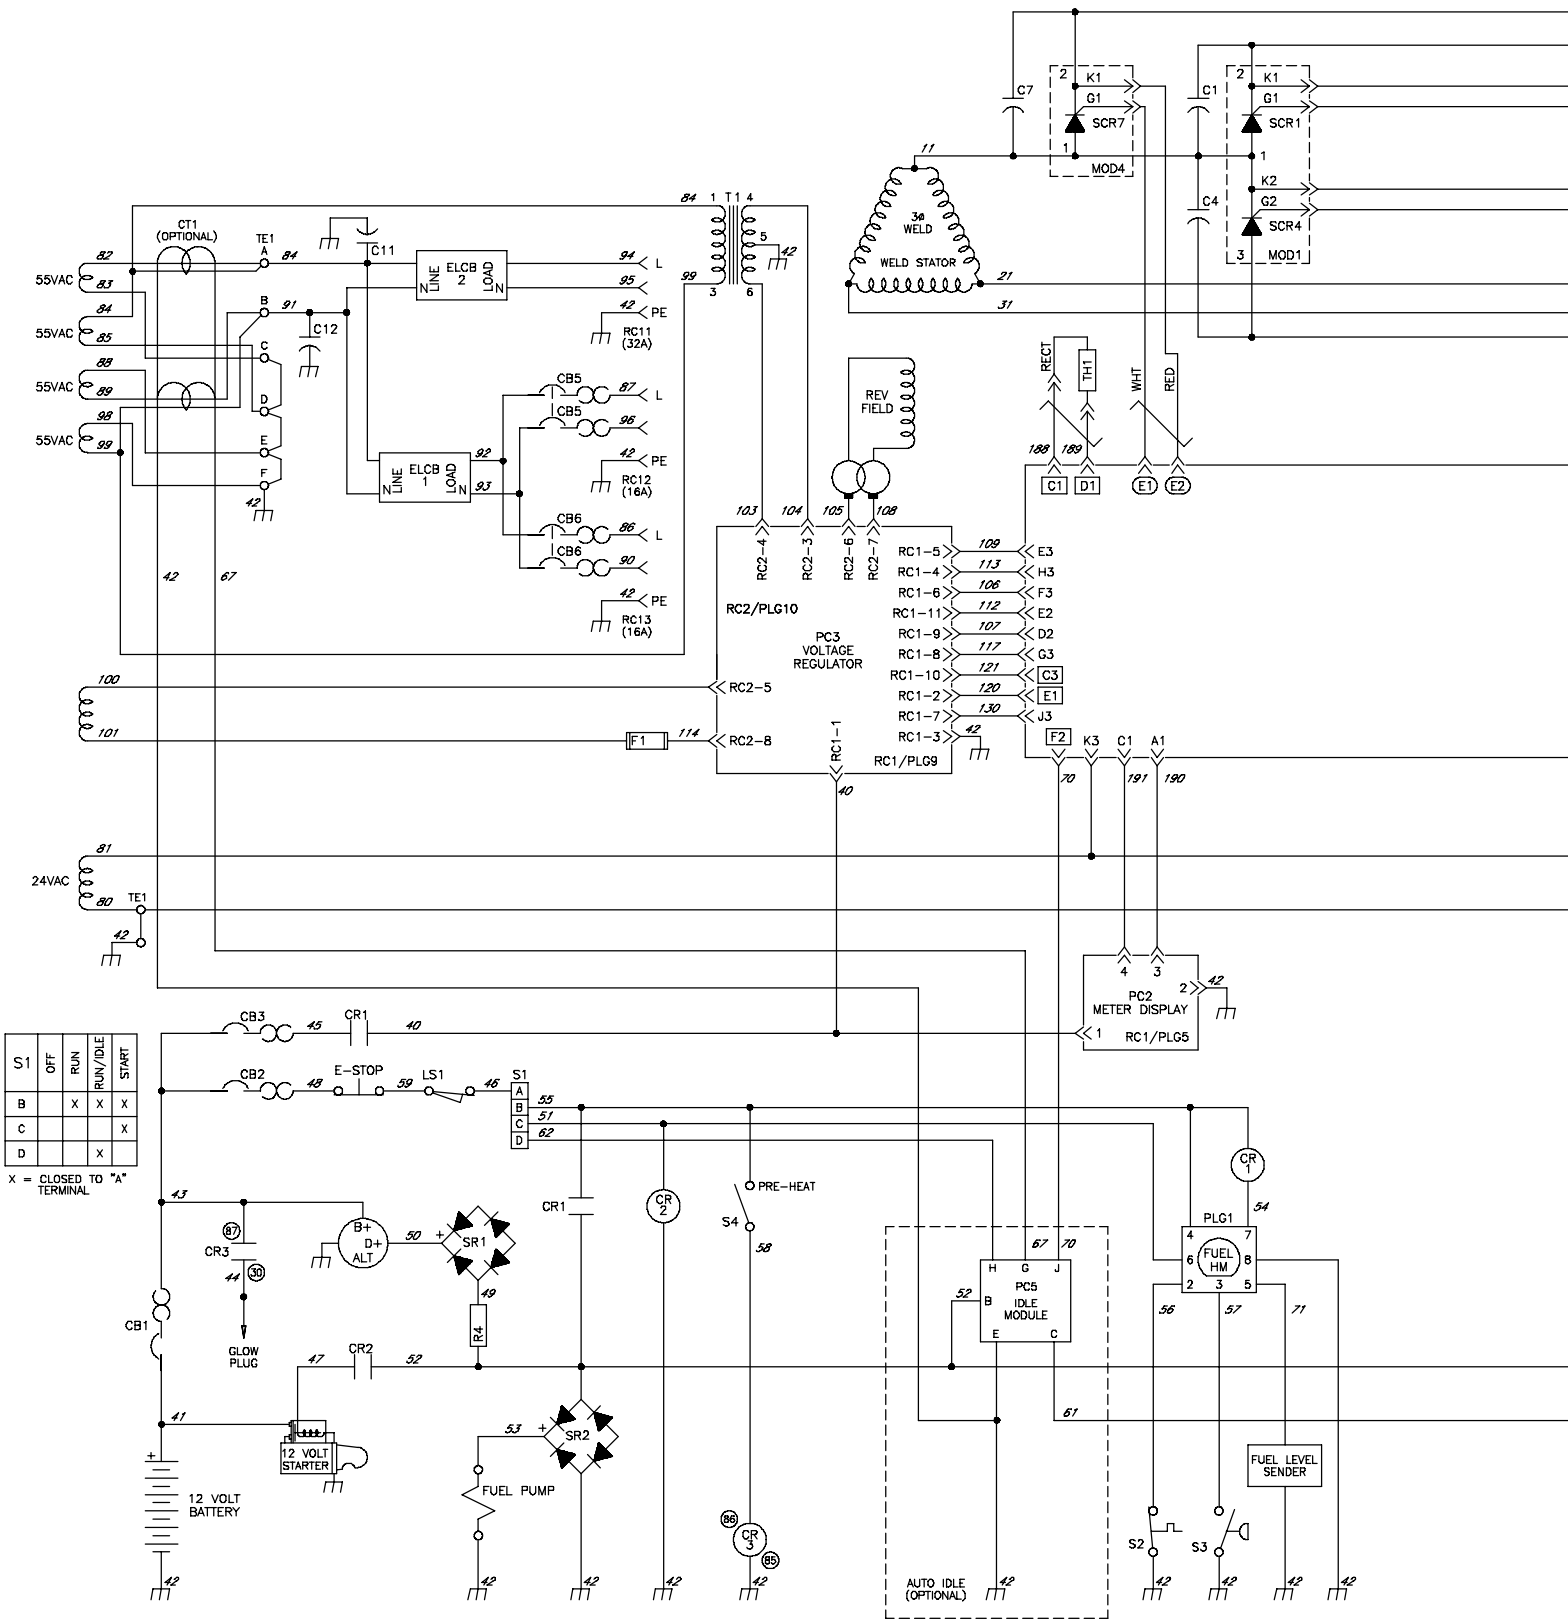 C7
2
K1
G1
SCR7
1
MOD4
C1
2
K1
G1
SCR1
1
K2
C4
G2
SCR4
3
MOD1
11
3ø
WELD
WELD STATOR
21
31
84
1 T1 4
5
42
99
3
6
CT1
(OPTIONAL)
TE1
A
84
C11
82
55VAC
83
84
55VAC
85
88
55VAC
89
98
55VAC
99
B
91
C12
C
D
E
F
42
LINE
N
ELCB
2
LOAD
N
94
L
95
42
PE
RC11
(32A)
CB5
87
L
CB5
96
42
PE
RC12
(16A)
LINE
N
ELCB
1
LOAD
N
92
93
CB6
86
L
CB6
90
42
PE
RC13
(16A)
42
67
REV
FIELD
RECT
TH1
WHT
RED
188
189
C1
D1
E1
E2
103
104
105
108
RC2-4
RC2-3
RC2-6
RC2-7
RC2/PLG10
PC3
VOLTAGE
REGULATOR
RC1-5
109
E3
RC1-4
113
H3
RC1-6
106
F3
RC1-11
112
E2
RC1-9
107
D2
RC1-8
117
G3
RC1-10
121
C3
RC1-2
120
E1
RC1-7
130
J3
RC1-3
42
RC1/PLG9
RC1-1
40
100
RC2-5
101
F1
114
RC2-8
F2
K3
C1
A1
70
191
190
81
24VAC
80
TE1
42
4
3
2
42
PC2
METER DISPLAY
1
RC1/PLG5
CB3
45
CR1
40
S1
OFF
RUN
RUN/IDLE
START
B X X X
C X
D X
X = CLOSED TO "A"
TERMINAL
CB2
48
E-STOP
59
LS1
46
S1
A
B
C
D
55
51
62
43
87
CR3
44
30
GLOW
PLUG
B+
D+
ALT
50
+
SR1
49
R4
CR1
CR
2
PRE-HEAT
S4
58
CR
1
54
PLG1
4
7
6
FUEL
HM
8
2
3
5
56
57
71
67
70
H
G
J
PC5
IDLE
MODULE
52
B
E
C
CB1
47
CR2
52
41
12 VOLT
STARTER
+
12 VOLT
BATTERY
53
+
SR2
FUEL PUMP
86
CR
3
85
61
FUEL LEVEL
SENDER
S2
S3
AUTO IDLE
(OPTIONAL)
42
42
42
42
42
42
42
42
42
42